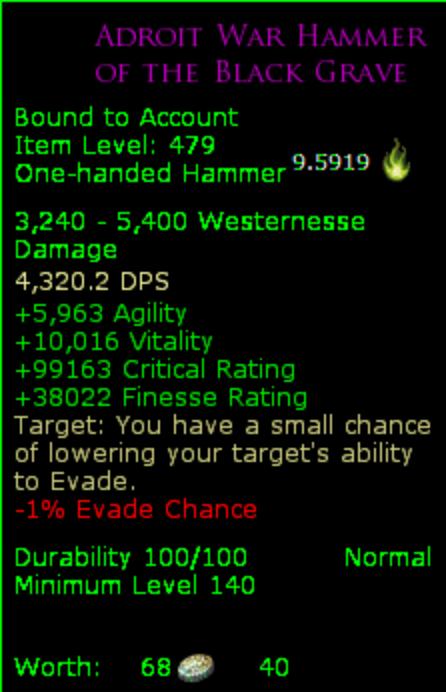 Adroit War Hammer
of the Black Grave
Bound to Account
Item Level: 479
One-handed Hammer 9.5919
3,240 - 5,400 Westernesse
Damage
4,320.2 DPS
+5,963 Agility
+10,016 Vitality
+99163 Critical Rating
+38022 Finesse Rating
Target: You have a small chance
of lowering your target's ability
to Evade.
-1% Evade Chance
Durability 100/100 Normal
Minimum Level 140
Worth: 68 40